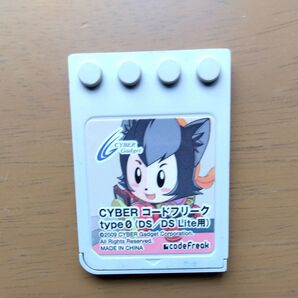 CYBER
Gadget
CYBER コードフリーク
type0 (DS/DS Lite用)
©2009 CYBER Gadget Corporation.
All Rights Reserved.
MADE IN CHINA
codeFreak